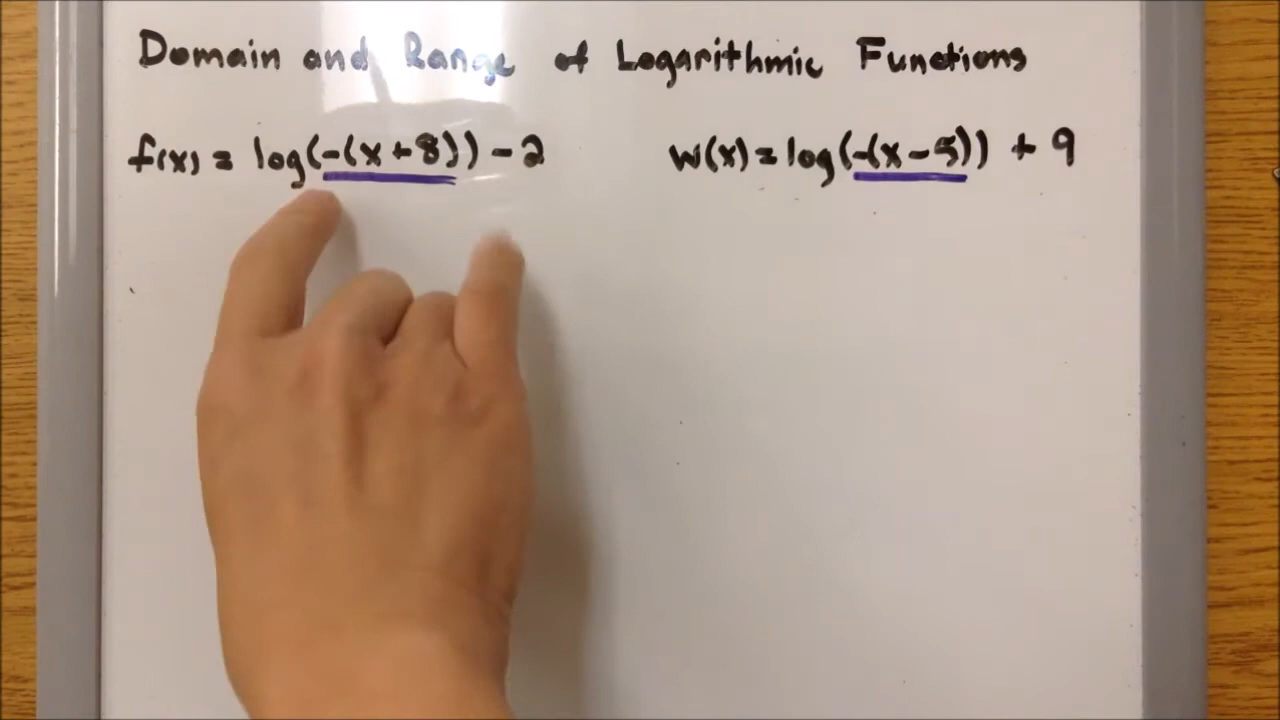 Domain and Range of Logarithmic Functions
f(x) = log(-(x+8)) - 2
w(x) = log(-(x-5)) + 9